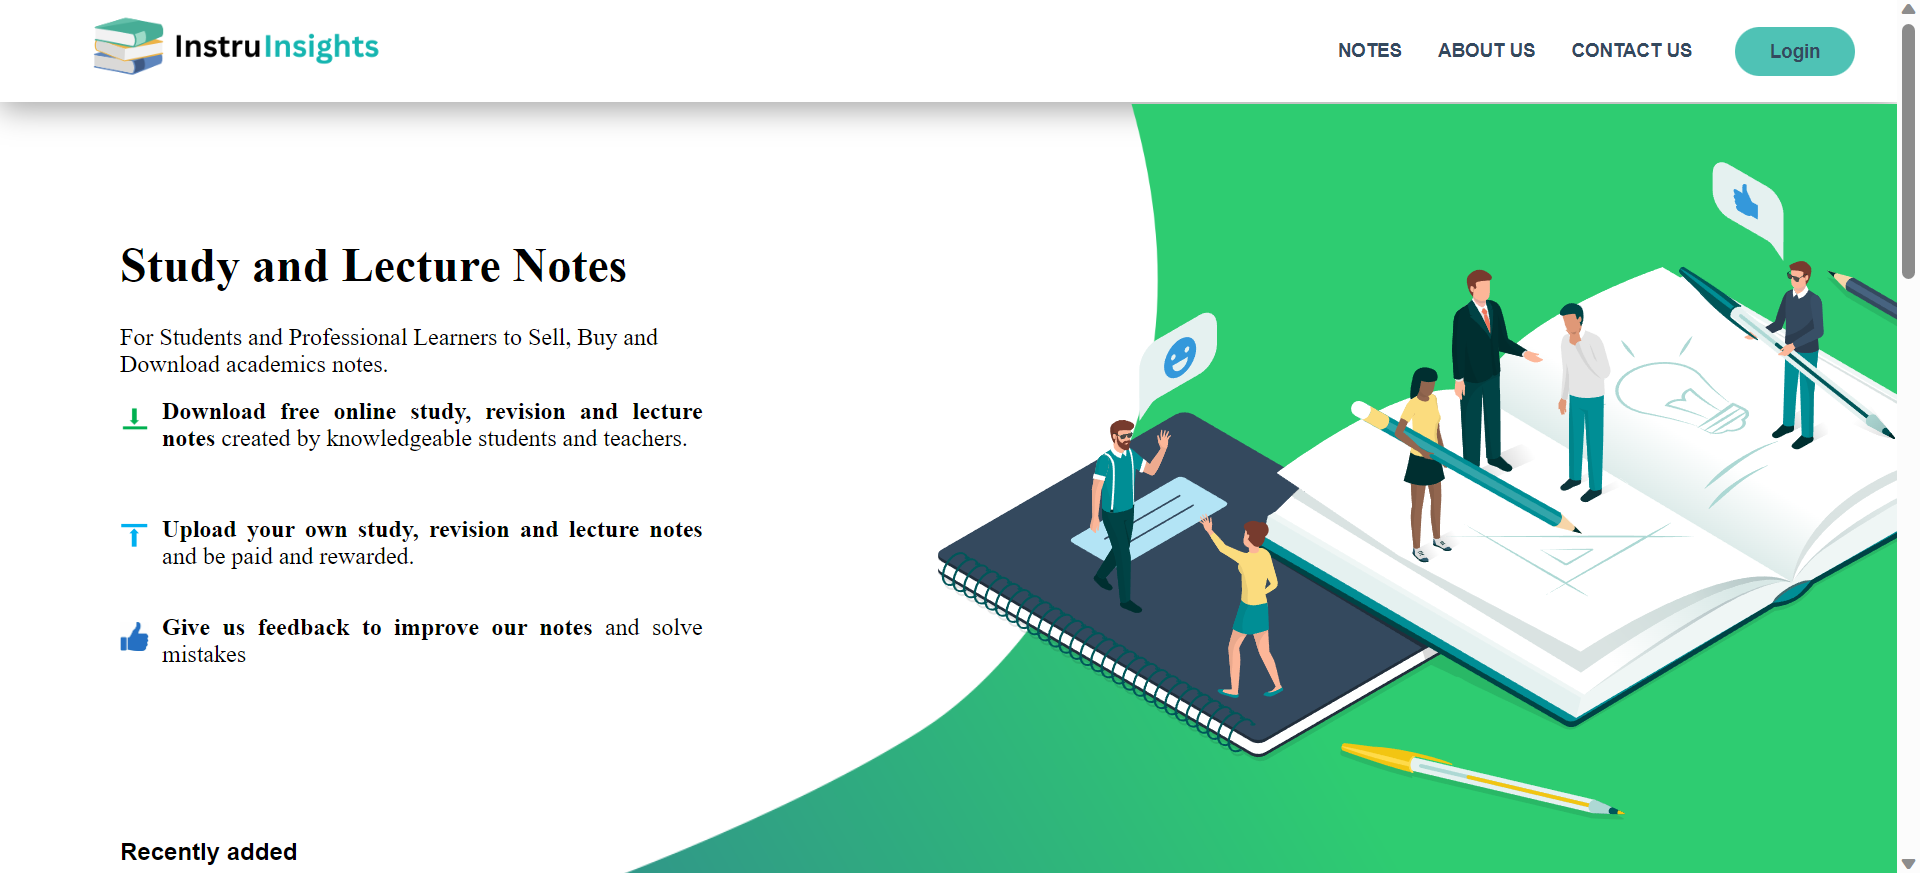 InstruInsights
NOTES ABOUT US CONTACT US Login
Study and Lecture Notes
For Students and Professional Learners to Sell, Buy and
Download academics notes.
Download free online study, revision and lecture
notes created by knowledgeable students and teachers.
Upload your own study, revision and lecture notes
and be paid and rewarded.
Give us feedback to improve our notes and solve
mistakes
Recently added